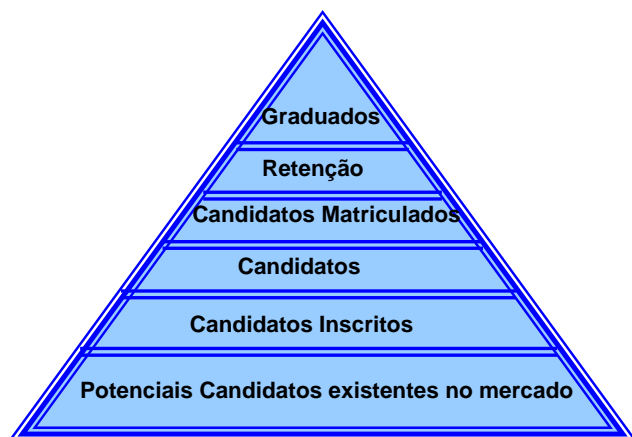 Graduados
Retenção
Candidatos Matriculados
Candidatos
Candidatos Inscritos
Potenciais Candidatos existentes no mercado